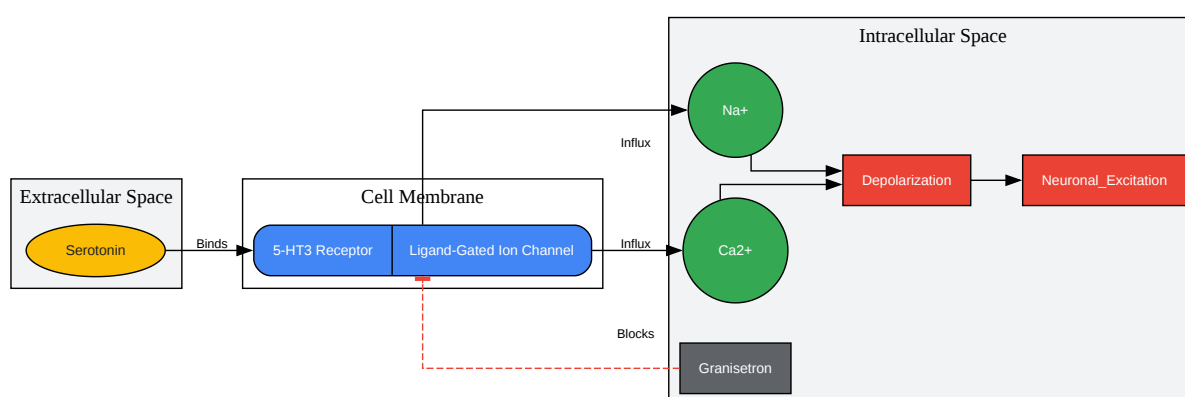 Intracellular Space
Na+
Influx
Extracellular Space
Cell Membrane
Depolarization
Neuronal_Excitation
Serotonin
Binds
5-HT3 Receptor
Ligand-Gated Ion Channel
Influx
Ca2+
Blocks
Granisetron